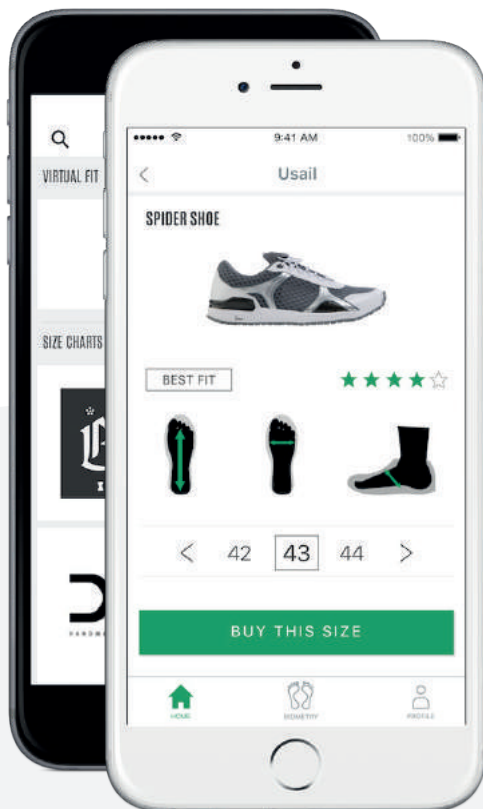 9:41 AM
100%
Usail
SPIDER SHOE
BEST FIT
42
43
44
BUY THIS SIZE
HOME
BIOMETRY
PROFILE
VIRTUAL FIT
SIZE CHARTS